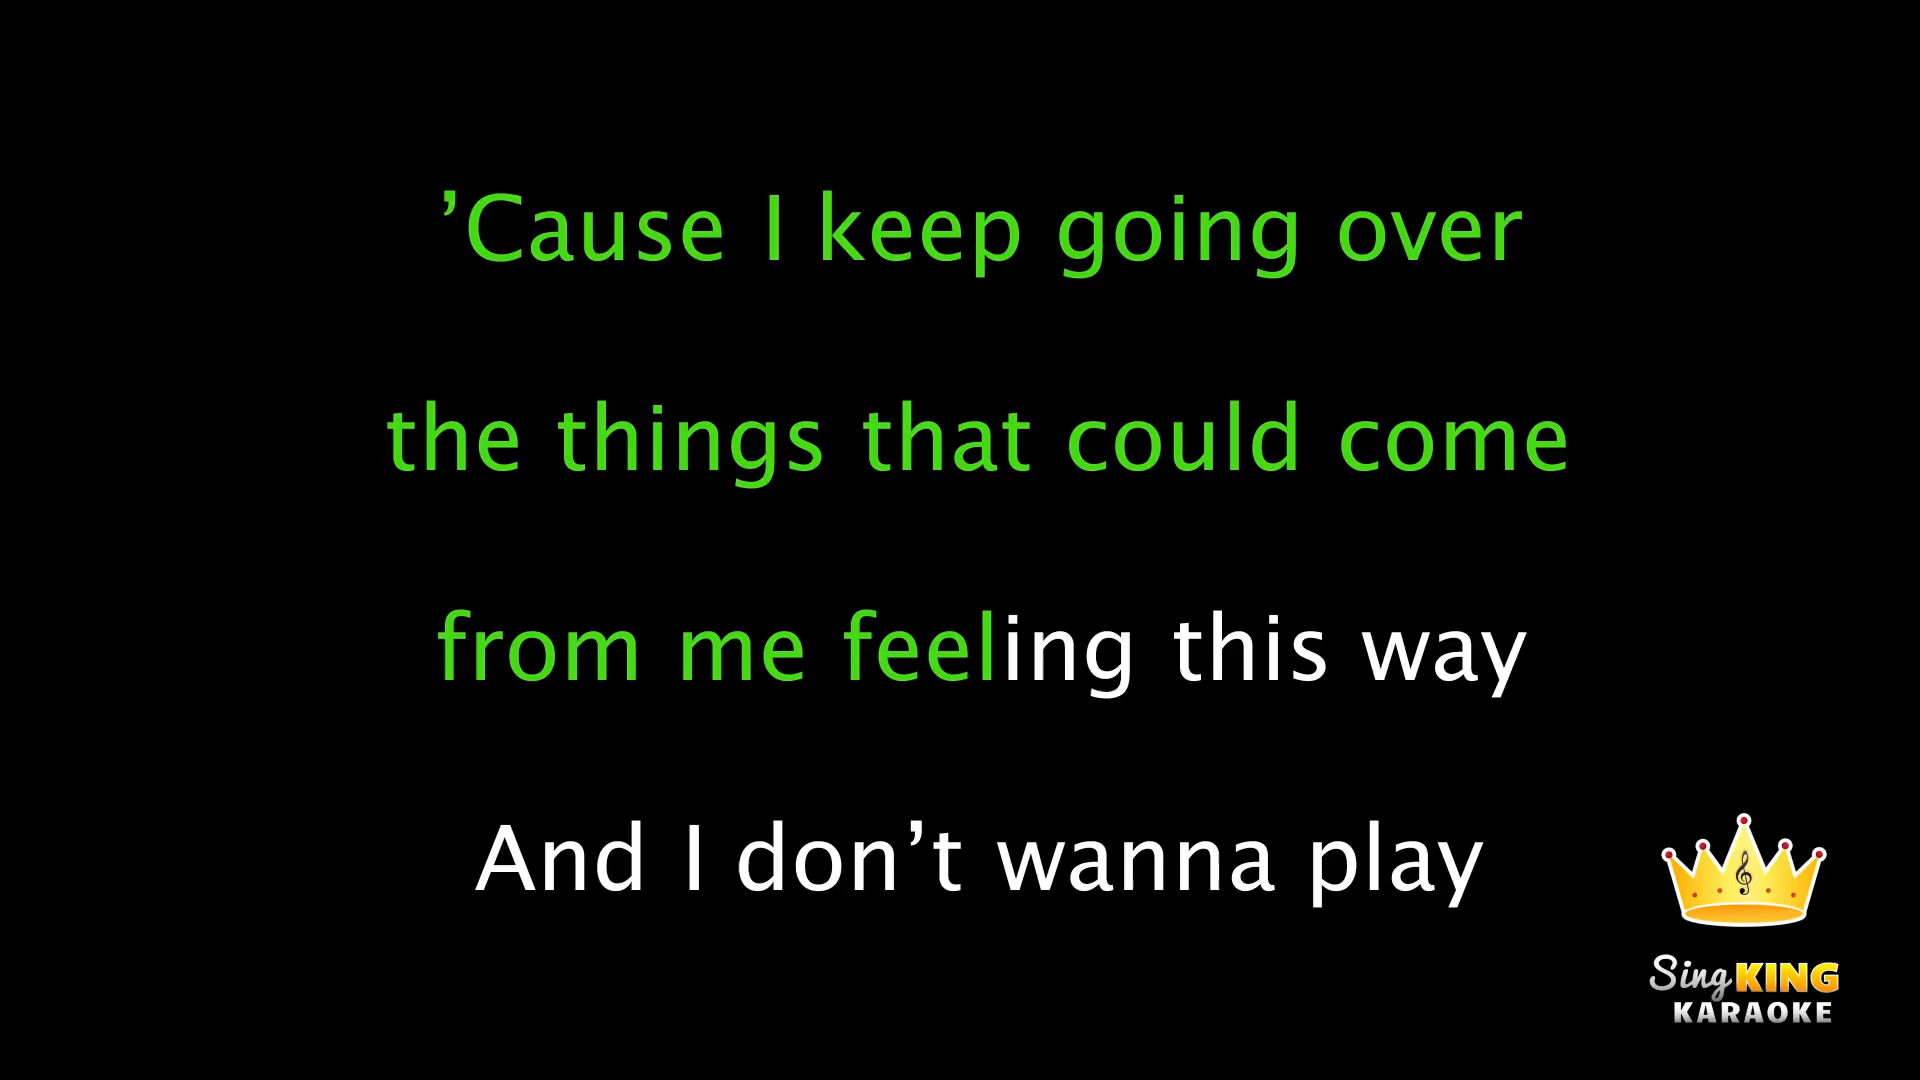 ’Cause I keep going over
the things that could come
from me feeling this way
And I don’t wanna play
Sing KING
KARAOKE